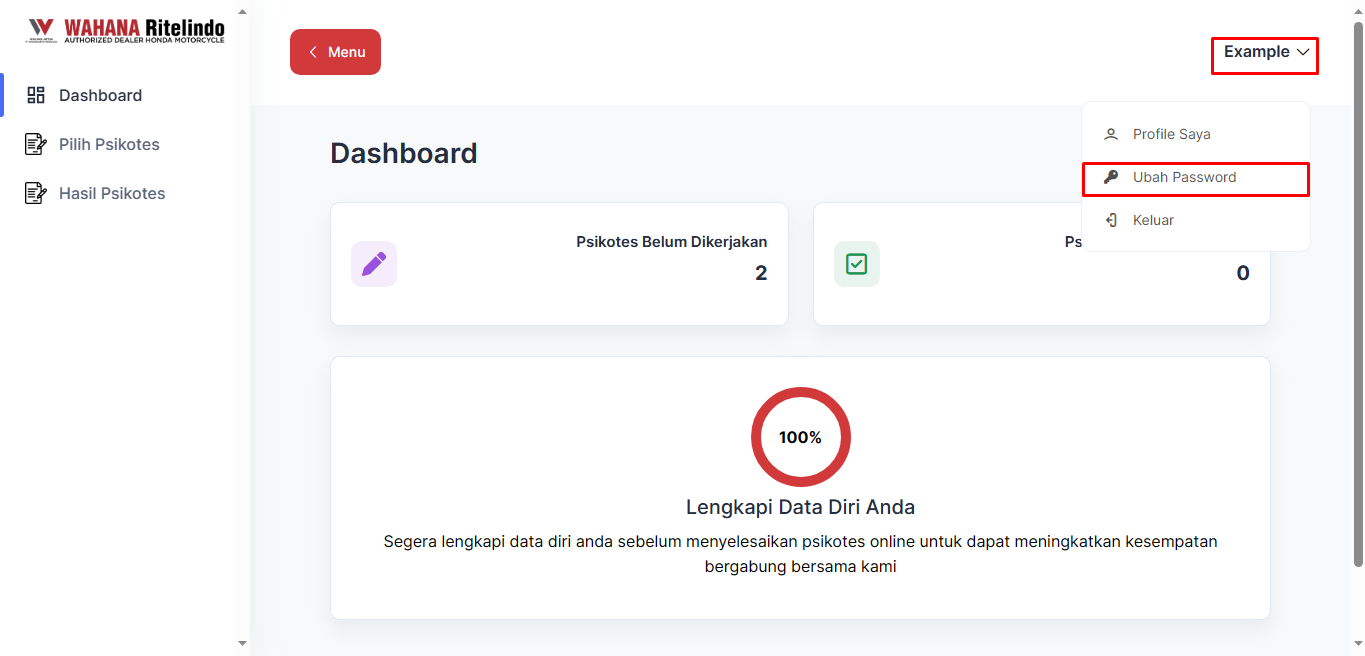 WAHANA Ritelindo
AUTHORIZED DEALER HONDA MOTORCYCLE
Dashboard
Pilih Psikotes
Hasil Psikotes
Menu
Example
Profile Saya
Ubah Password
Keluar
Dashboard
Psikotes Belum Dikerjakan
2
Ps
0
100%
Lengkapi Data Diri Anda
Segera lengkapi data diri anda sebelum menyelesaikan psikotes online untuk dapat meningkatkan kesempatan
bergabung bersama kami